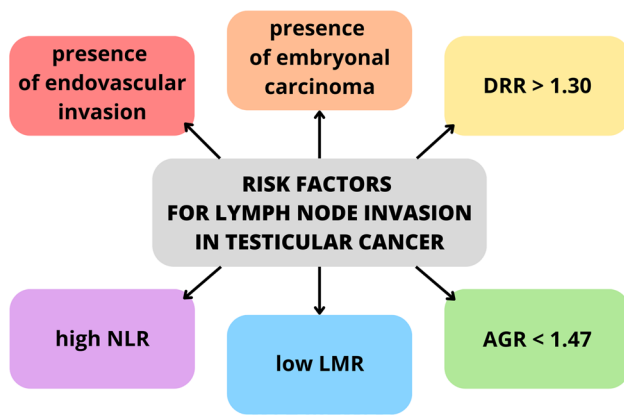 presence
of endovascular
invasion
presence
of embryonal
carcinoma
DRR > 1.30
RISK FACTORS
FOR LYMPH NODE INVASION
IN TESTICULAR CANCER
high NLR
low LMR
AGR < 1.47